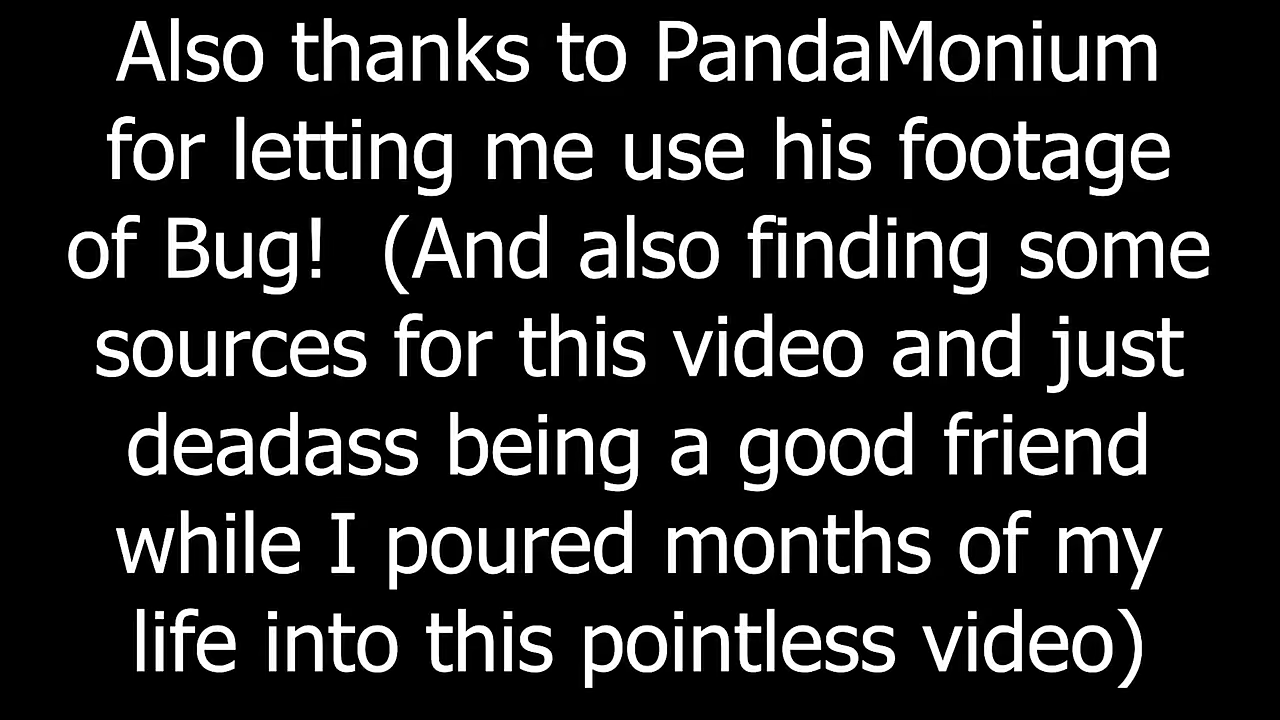 Also thanks to PandaMonium
for letting me use his footage
of Bug!  (And also finding some
sources for this video and just
deadass being a good friend
while I poured months of my
life into this pointless video)